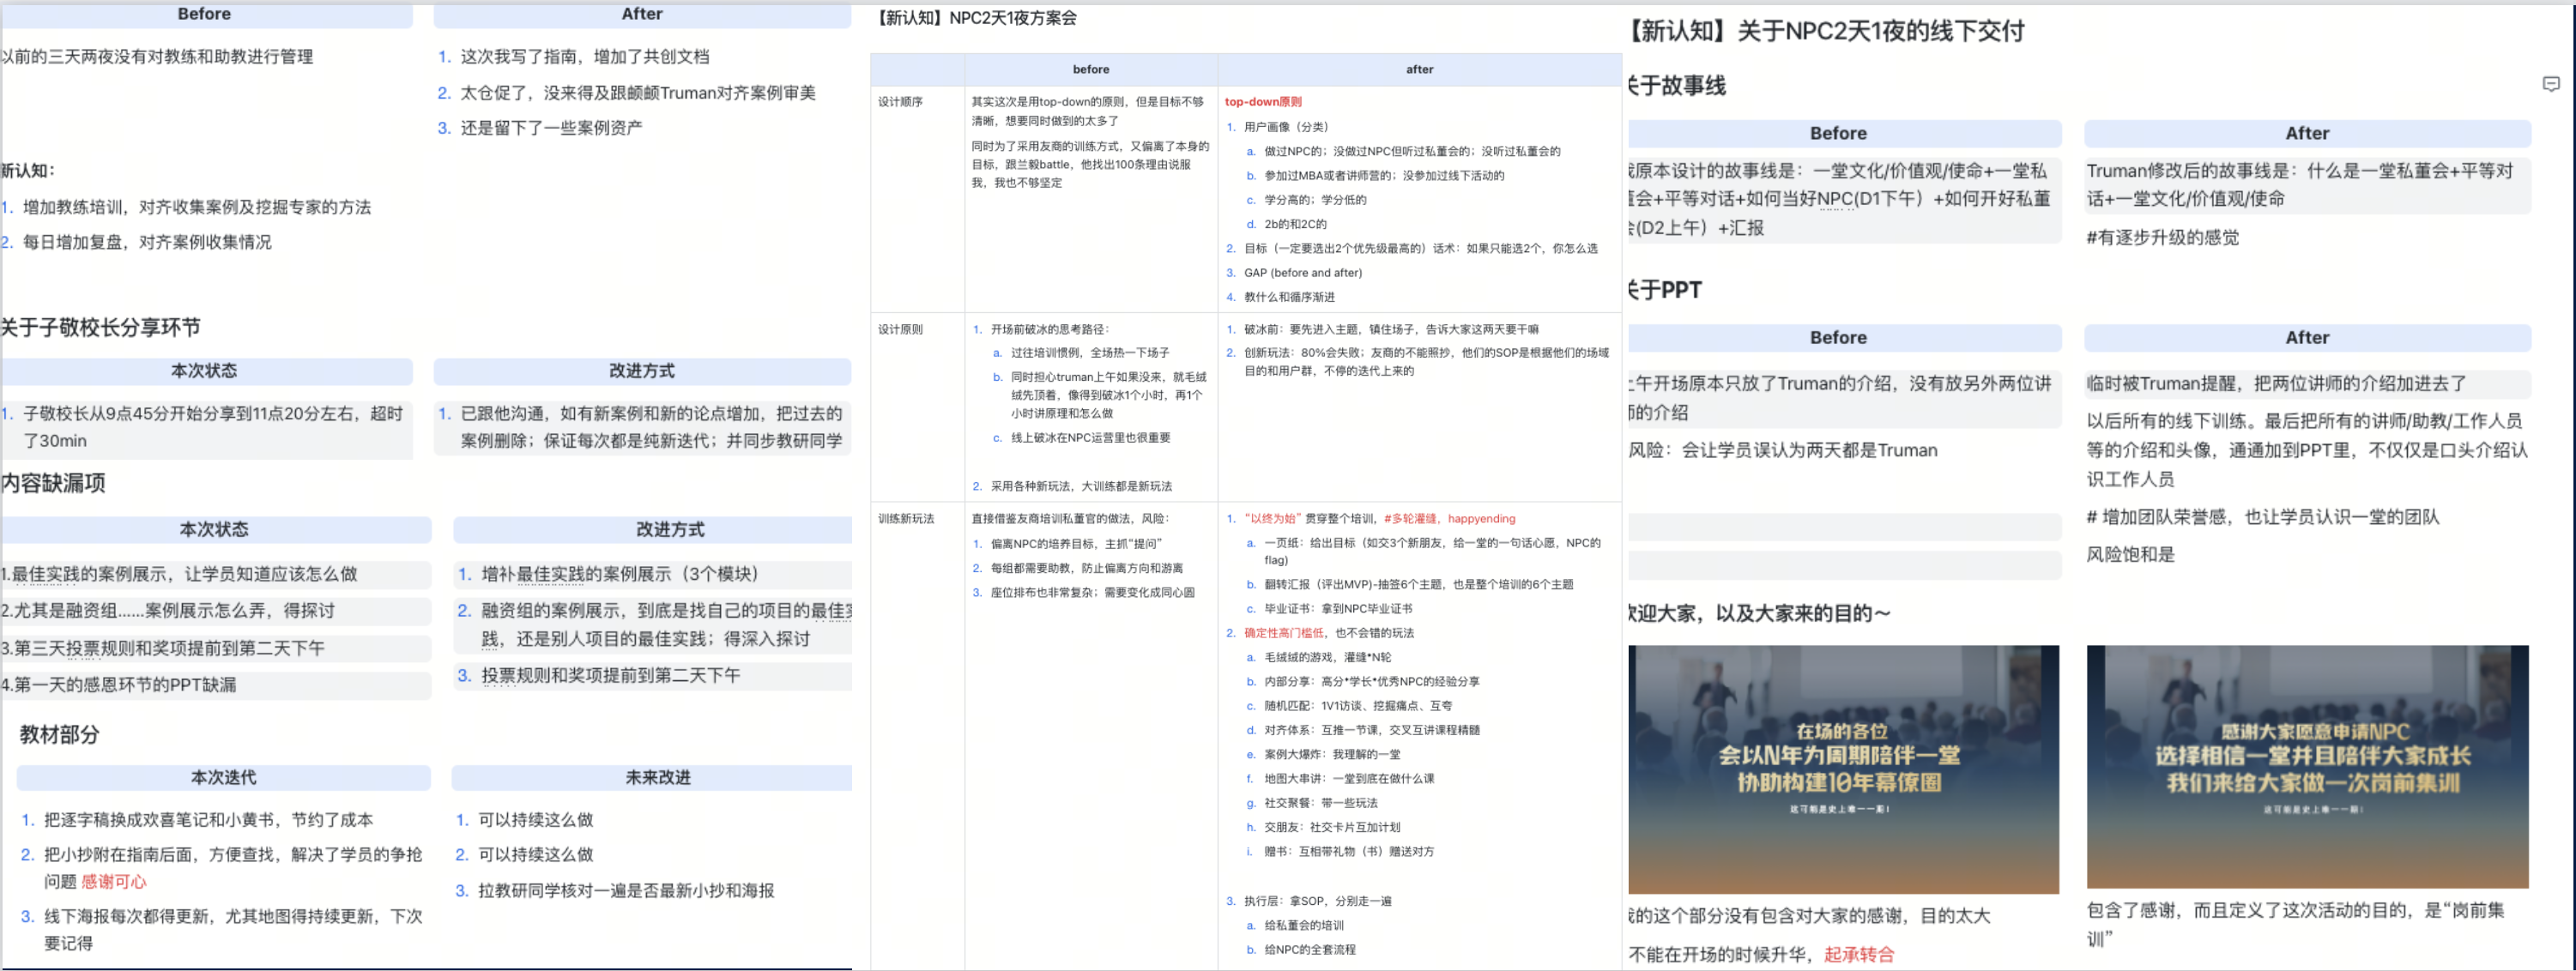 Before
After
以前的三天两夜没有对教练和助教进行管理
1. 这次我写了指南，增加了共创文档
2. 太仓促了，没来得及跟颃颃Truman对齐案例审美
3. 还是留下了一些案例资产
新认知：
1. 增加教练培训，对齐收集案例及挖掘专家的方法
2. 每日增加复盘，对齐案例收集情况
关于子敬校长分享环节
本次状态
改进方式
1. 子敬校长从9点45分开始分享到11点20分左右，超时
了30min
1. 已跟他沟通，如有新案例和新的论点增加，把过去的
案例删除；保证每次都是纯新迭代；并同步教研同学
内容缺漏项
本次状态
改进方式
1.最佳实践的案例展示，让学员知道应该怎么做
2.尤其是融资组......案例展示怎么弄，得探讨
3.第三天投票规则和奖项提前到第二天下午
4.第一天的感恩环节的PPT缺漏
1. 增补最佳实践的案例展示（3个模块）
2. 融资组的案例展示，到底是找自己的项目的最佳实
践，还是别人项目的最佳实践；得深入探讨
3. 投票规则和奖项提前到第二天下午
教材部分
本次迭代
未来改进
1. 把逐字稿换成欢喜笔记和小黄书，节约了成本
2. 把小抄附在指南后面，方便查找，解决了学员的争抢
问题 感谢可心
3. 线下海报每次都得更新，尤其地图得持续更新，下次
要记得
1. 可以持续这么做
2. 可以持续这么做
3. 拉教研同学核对一遍是否最新小抄和海报
【新认知】NPC2天1夜方案会
before
after
设计顺序
其实这次是用top-down的原则，但是目标不够
清晰，想要同时做到的太多了
同时为了采用友商的训练方式，又偏离了本身的
目标，跟兰毅battle，他找出100条理由说服
我，我也不够坚定
top-down原则
1. 用户画像（分类）
a. 做过NPC的；没做过NPC但听过私董会的；没听过私董会的
b. 参加过MBA或者讲师营的；没参加过线下活动的
c. 学分高的；学分低的
d. 2b的和2C的
2. 目标（一定要选出2个优先级最高的）话术：如果只能选2个，你怎么选
3. GAP (before and after)
4. 教什么和循序渐进
设计原则
1. 开场前破冰的思考路径：
a. 过往培训惯例，全场热一下场子
b. 同时担心truman上午如果没来，就毛绒
绒先顶着，像得到破冰1个小时，再1个
小时讲原理和怎么做
c. 线上破冰在NPC运营里也很重要
2. 采用各种新玩法，大训练都是新玩法
1. 破冰前：要先进入主题，镇住场子，告诉大家这两天要干嘛
2. 创新玩法：80%会失败；友商的不能照抄，他们的SOP是根据他们的场域
目的和用户群，不停的迭代上来的
训练新玩法
直接借鉴友商培训私董官的做法，风险：
1. 偏离NPC的培养目标，主抓“提问”
2. 每组都需要助教，防止偏离方向和游离
3. 座位排布也非常复杂；需要变化成同心圆
1. “以终为始” 贯穿整个培训，#多轮灌缝，happyending
a. 一页纸：给出目标（如交3个新朋友，给一堂的一句话心愿，NPC的
flag)
b. 翻转汇报（评出MVP)-抽签6个主题，也是整个培训的6个主题
c. 毕业证书：拿到NPC毕业证书
2. 确定性高门槛低，也不会错的玩法
a. 毛绒绒的游戏，灌缝*N轮
b. 内部分享：高分*学长*优秀NPC的经验分享
c. 随机匹配：1V1访谈、挖掘痛点、互夸
d. 对齐体系：互推一节课，交叉互讲课程精髓
e. 案例大爆炸：我理解的一堂
f. 地图大串讲：一堂到底在做什么课
g. 社交聚餐：带一些玩法
h. 交朋友：社交卡片互加计划
i. 赠书：互相带礼物（书）赠送对方
3. 执行层：拿SOP，分别走一遍
a. 给私董会的培训
b. 给NPC的全套流程
【新认知】关于NPC2天1夜的线下交付
关于故事线
Before
After
我原本设计的故事线是：一堂文化/价值观/使命+一堂私
董会+平等对话+如何当好NPC(D1下午）+如何开好私董
会(D2上午）+汇报
Truman修改后的故事线是：什么是一堂私董会+平等对
话+一堂文化/价值观/使命
#有逐步升级的感觉
关于PPT
Before
After
上午开场原本只放了Truman的介绍，没有放另外两位讲
师的介绍
风险：会让学员误认为两天都是Truman
临时被Truman提醒，把两位讲师的介绍加进去了
以后所有的线下训练。最后把所有的讲师/助教/工作人员
等的介绍和头像，通通加到PPT里，不仅仅是口头介绍认
识工作人员
# 增加团队荣誉感，也让学员认识一堂的团队
风险饱和是
欢迎大家，以及大家来的目的～
在场的各位
会以N年为周期陪伴一堂
协助构建10年幕僚圈
这可能是史上唯一一期！
感谢大家愿意申请NPC
选择相信一堂并且陪伴大家成长
我们来给大家做一次岗前集训
这可能是史上唯一一期！
我的这个部分没有包含对大家的感谢，目的太大
不能在开场的时候升华，起承转合
包含了感谢，而且定义了这次活动的目的，是“岗前集
训”